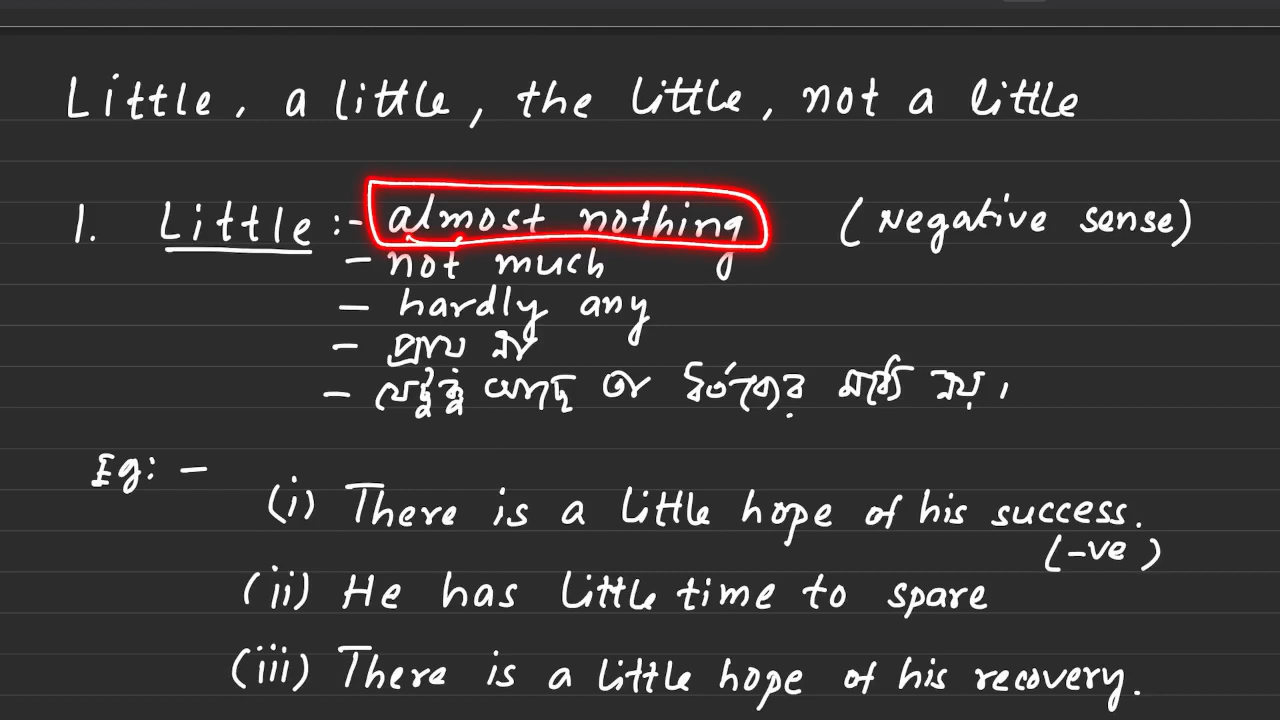 Little, a little, the little, not a little
1. Little :- almost nothing (Negative sense)
- not much
- hardly any
- প্রায় নয়
-
Eg: -
(i) There is a little hope of his success.
(-ve)
(ii) He has little time to spare
(iii) There is a little hope of his recovery.